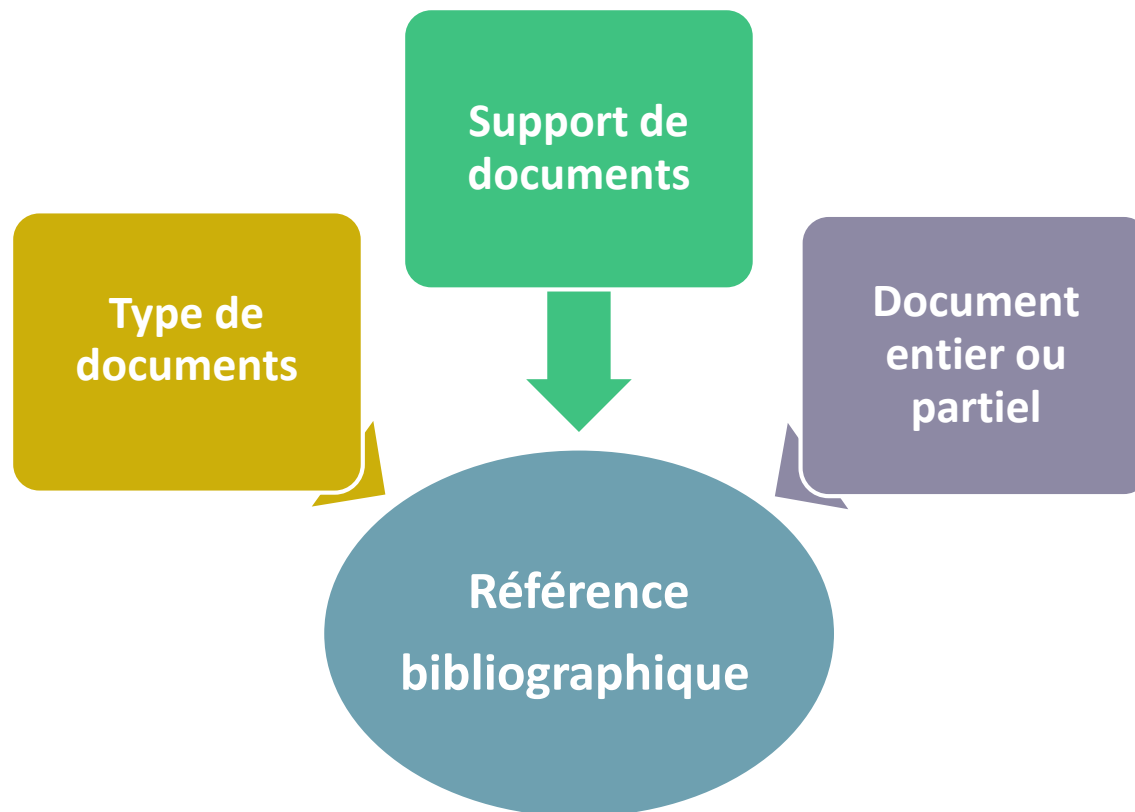 Support de
documents
Type de
documents
Document
entier ou
partiel
Référence
bibliographique